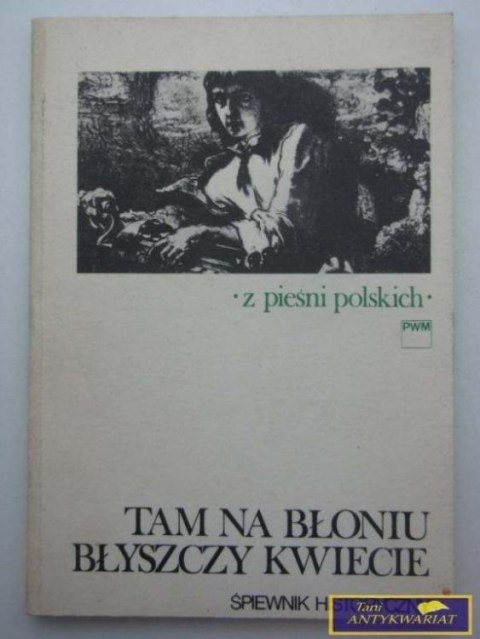 · z pieśni polskich ·
PWM
TAM NA BŁONIU
BŁYSZCZY KWIECIE
ŚPIEWNIK
Tani
ANTYKWARIAT